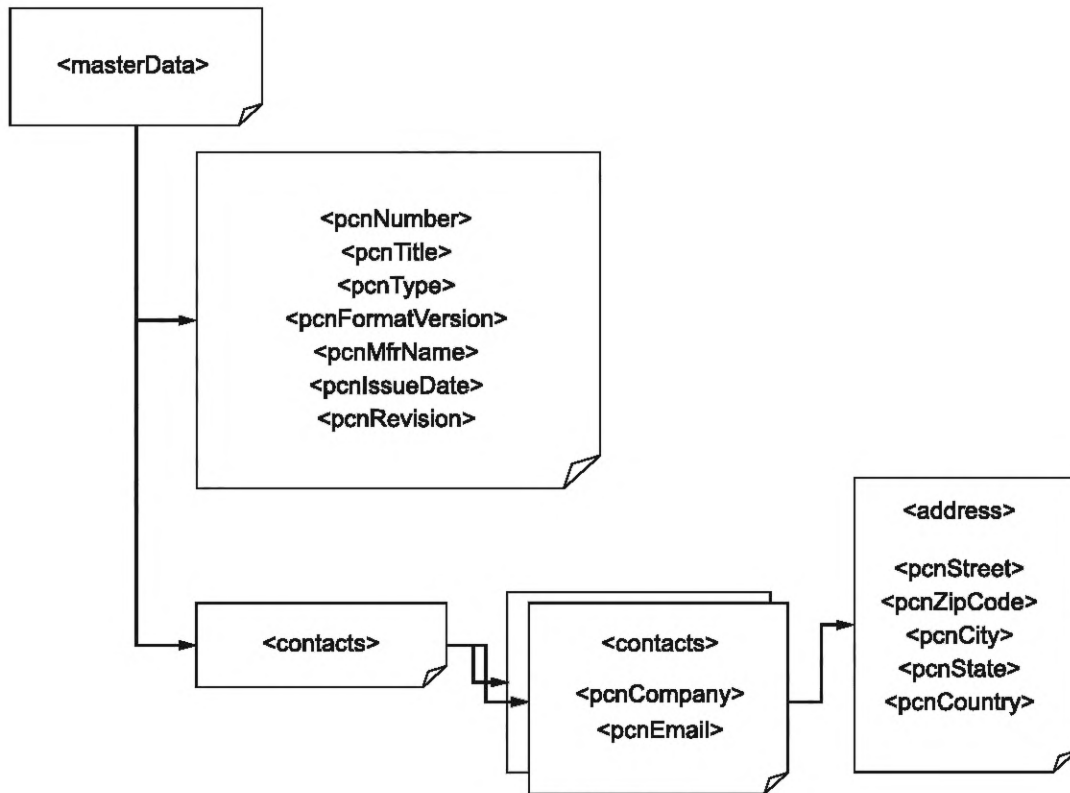 <masterData>
<pcnNumber>
<pcnTitle>
<pcnType>
<pcnFormatVersion>
<pcnMfrName>
<pcnIssueDate>
<pcnRevision>
<contacts>
<contacts>
<pcnCompany>
<pcnEmail>
<address>
<pcnStreet>
<pcnZipCode>
<pcnCity>
<pcnState>
<pcnCountry>